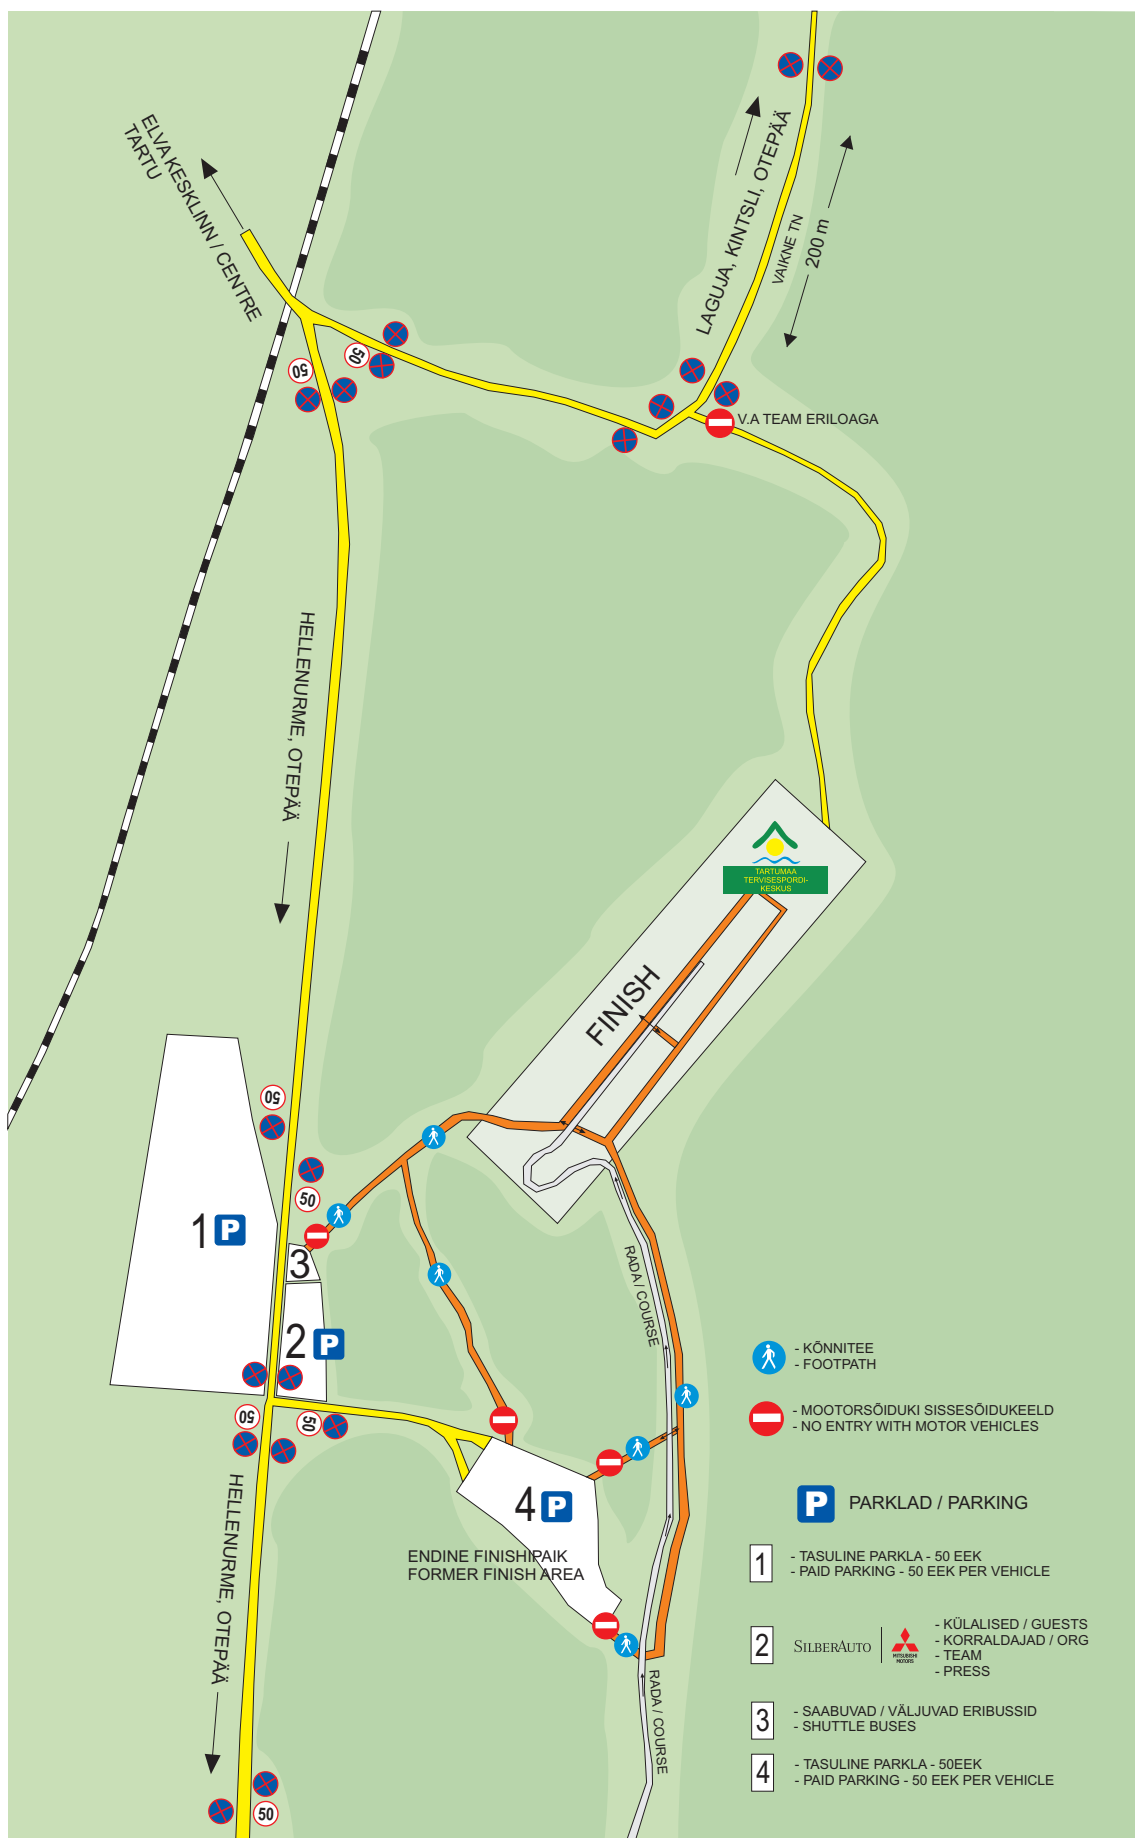 ELVA KESKLINN / CENTRE
TARTU
LAGUJA, KINTSLI, OTEPÄÄ
VAIKNE TN
200 m
50
50
V.A TEAM ERILOAGA
HELLENURME, OTEPÄÄ
TARTUMAA
TERVISESPORDI-
KESKUS
FINISH
50
50
1 P
3
2 P
RADA / COURSE
50
50
4 P
ENDINE FINISHIPAIK
FORMER FINISH AREA
HELLENURME, OTEPÄÄ
RADA / COURSE
50
- KÕNNITEE
- FOOTPATH
- MOOTORSÕIDUKI SISSESÕIDUKEELD
- NO ENTRY WITH MOTOR VEHICLES
P PARKLAD / PARKING
1
- TASULINE PARKLA - 50 EEK
- PAID PARKING - 50 EEK PER VEHICLE
2
SILBERAUTO
MITSUBISHI
MOTORS
- KÜLALISED / GUESTS
- KORRALDAJAD / ORG
- TEAM
- PRESS
3
- SAABUVAD / VÄLJUVAD ERIBUSSID
- SHUTTLE BUSES
4
- TASULINE PARKLA - 50EEK
- PAID PARKING - 50 EEK PER VEHICLE